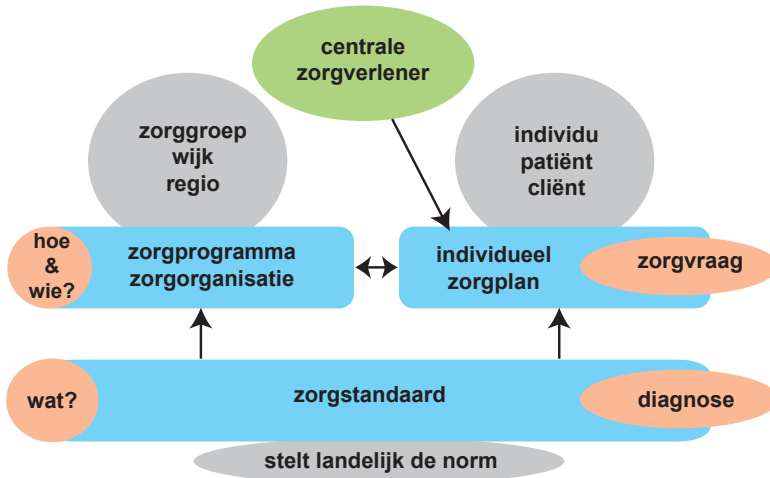 centrale
zorgverlener
zorggroep
wijk
regio
individu
patiënt
cliënt
hoe
&
wie?
zorgprogramma
zorgorganisatie
individueel
zorgplan
zorgvraag
wat?
zorgstandaard
diagnose
stelt landelijk de norm